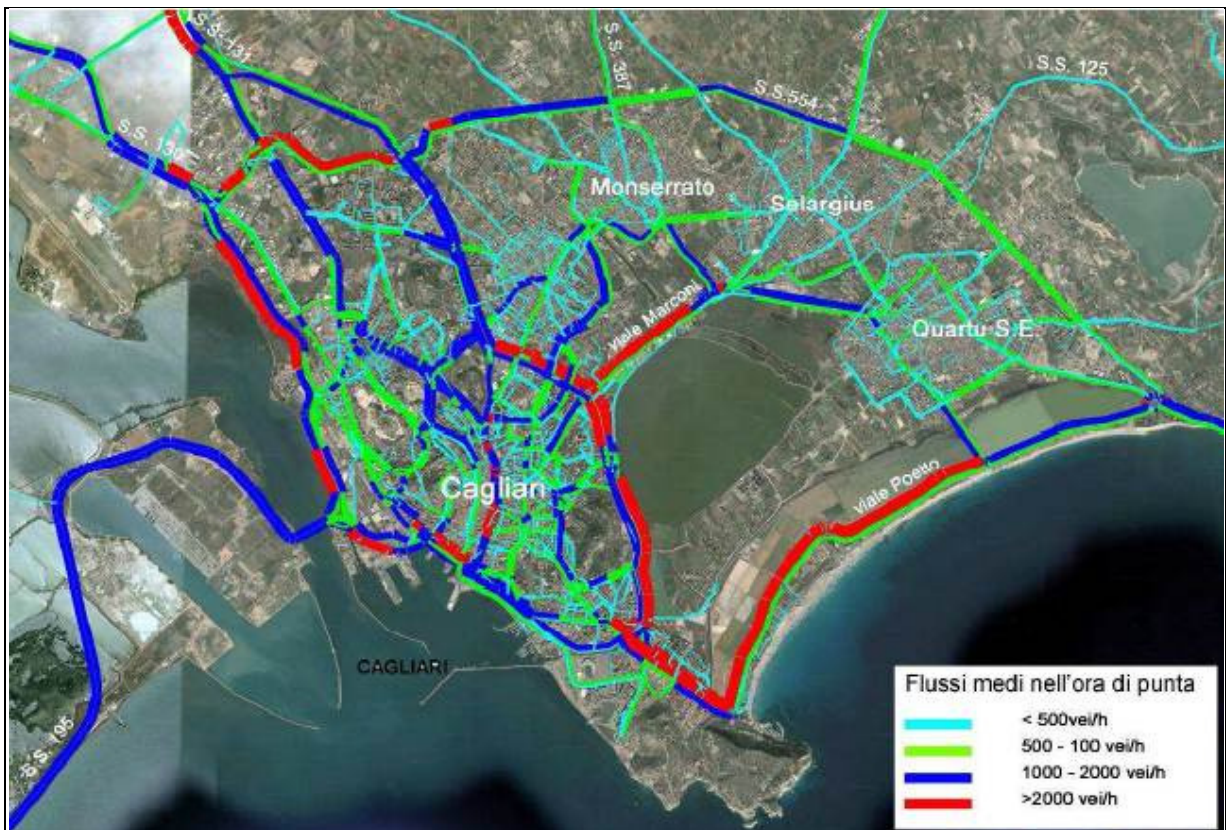 S.S. 131
S.S. 387
S.S. 125
S.S.554
S.S. 131
Monserrato
Selargius
viale Marconi
Quartu S.E.
Cagliari
viale Poetto
CAGLIARI
S.S. 195
Flussi medi nell'ora di punta
< 500vei/h
500 - 100 vei/h
1000 - 2000 vei/h
>2000 vei/h